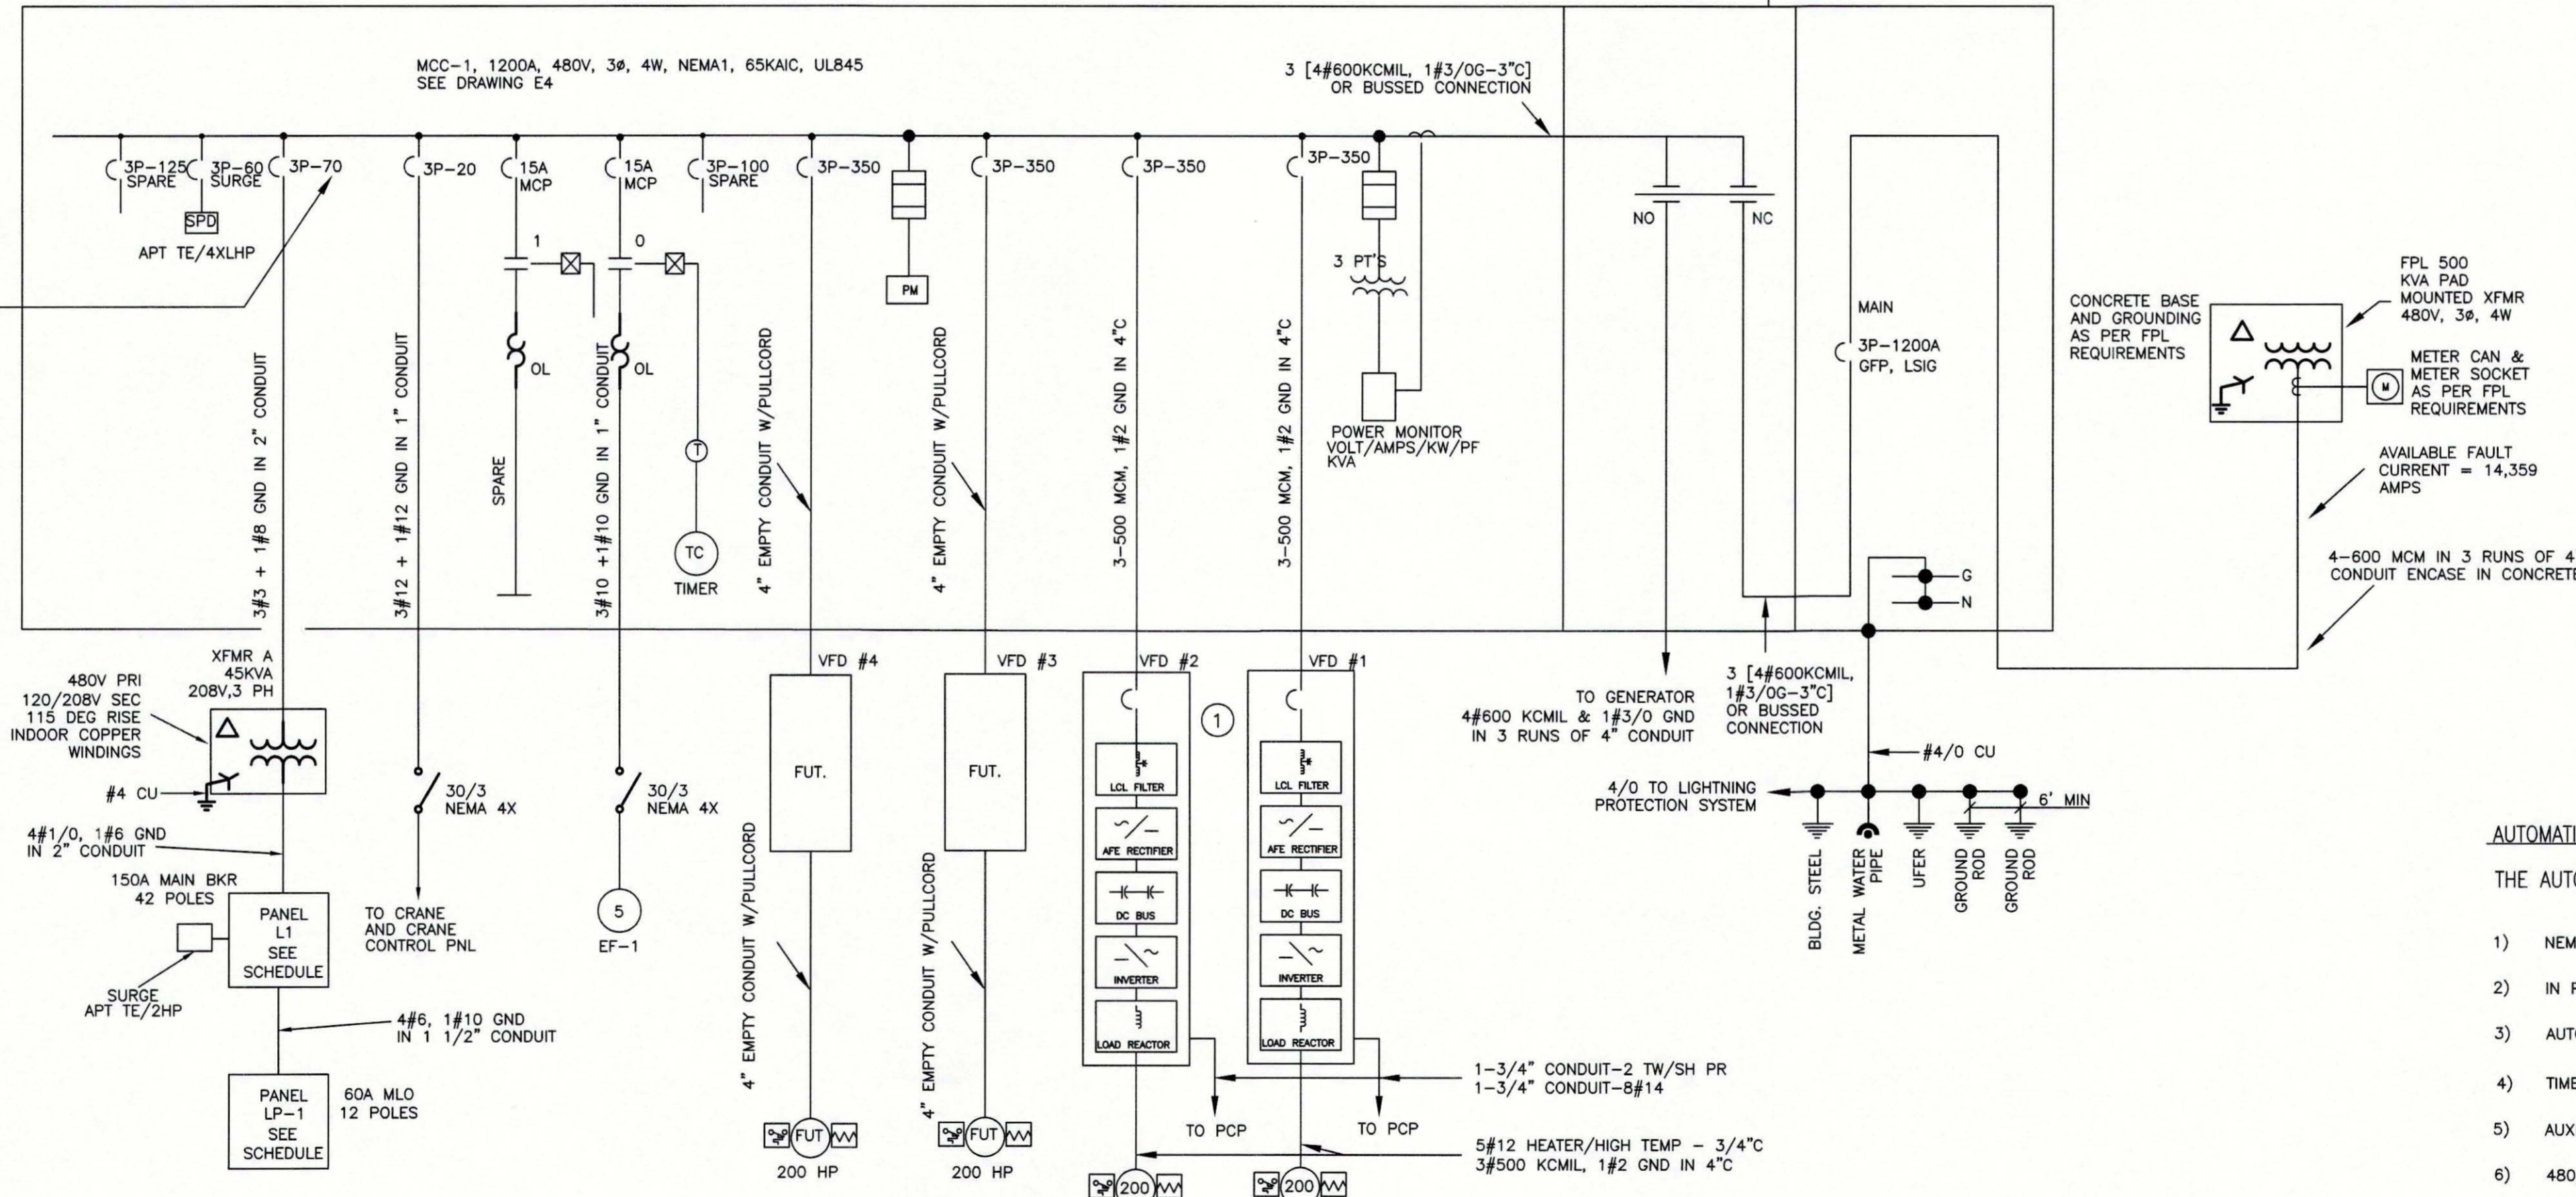 MCC-1, 1200A, 480V, 3ø, 4W, NEMA1, 65KAIC, UL845
SEE DRAWING E4
3 [4#600KCMIL, 1#3/0G-3"C]
OR BUSSED CONNECTION
3P-125
SPARE
3P-60
SURGE
3P-70
3P-20
15A
MCP
15A
MCP
3P-100
SPARE
3P-350
3P-350
3P-350
3P-350
SPD
APT TE/4XLHP
1
0
OL
OL
SPARE
T
TC
TIMER
PM
3 PT'S
POWER MONITOR
VOLT/AMPS/KW/PF
KVA
NO
NC
MAIN
3P-1200A
GFP, LSIG
CONCRETE BASE
AND GROUNDING
AS PER FPL
REQUIREMENTS
FPL 500
KVA PAD
MOUNTED XFMR
480V, 3ø, 4W
M
METER CAN &
METER SOCKET
AS PER FPL
REQUIREMENTS
AVAILABLE FAULT
CURRENT = 14,359
AMPS
4-600 MCM IN 3 RUNS OF 4
CONDUIT ENCASE IN CONCRETE
3#3 + 1#8 GND IN 2" CONDUIT
3#12 + 1#12 GND IN 1" CONDUIT
3#10 +1#10 GND IN 1" CONDUIT
4" EMPTY CONDUIT W/PULLCORD
4" EMPTY CONDUIT W/PULLCORD
3-500 MCM, 1#2 GND IN 4"C
3-500 MCM, 1#2 GND IN 4"C
G
N
XFMR A
45KVA
208V,3 PH
480V PRI
120/208V SEC
115 DEG RISE
INDOOR COPPER
WINDINGS
#4 CU
4#1/0, 1#6 GND
IN 2" CONDUIT
150A MAIN BKR
42 POLES
PANEL
L1
SEE
SCHEDULE
SURGE
APT TE/2HP
4#6, 1#10 GND
IN 1 1/2" CONDUIT
PANEL
LP-1
SEE
SCHEDULE
60A MLO
12 POLES
30/3
NEMA 4X
TO CRANE
AND CRANE
CONTROL PNL
30/3
NEMA 4X
5
EF-1
VFD #4
FUT.
4" EMPTY CONDUIT W/PULLCORD
FUT
200 HP
VFD #3
FUT.
4" EMPTY CONDUIT W/PULLCORD
FUT
200 HP
VFD #2
LCL FILTER
AFE RECTIFIER
DC BUS
INVERTER
LOAD REACTOR
TO PCP
200
1
VFD #1
LCL FILTER
AFE RECTIFIER
DC BUS
INVERTER
LOAD REACTOR
TO PCP
200
1-3/4" CONDUIT-2 TW/SH PR
1-3/4" CONDUIT-8#14
5#12 HEATER/HIGH TEMP - 3/4"C
3#500 KCMIL, 1#2 GND IN 4"C
TO GENERATOR
4#600 KCMIL & 1#3/0 GND
IN 3 RUNS OF 4" CONDUIT
3 [4#600KCMIL,
1#3/0G-3"C]
OR BUSSED
CONNECTION
#4/0 CU
4/0 TO LIGHTNING
PROTECTION SYSTEM
6' MIN
BLDG. STEEL
METAL WATER
PIPE
UFER
GROUND
ROD
GROUND
ROD
AUTOMATI
THE AUT
1) NEM
2) IN
3) AUT
4) TIME
5) AUX
6) 480